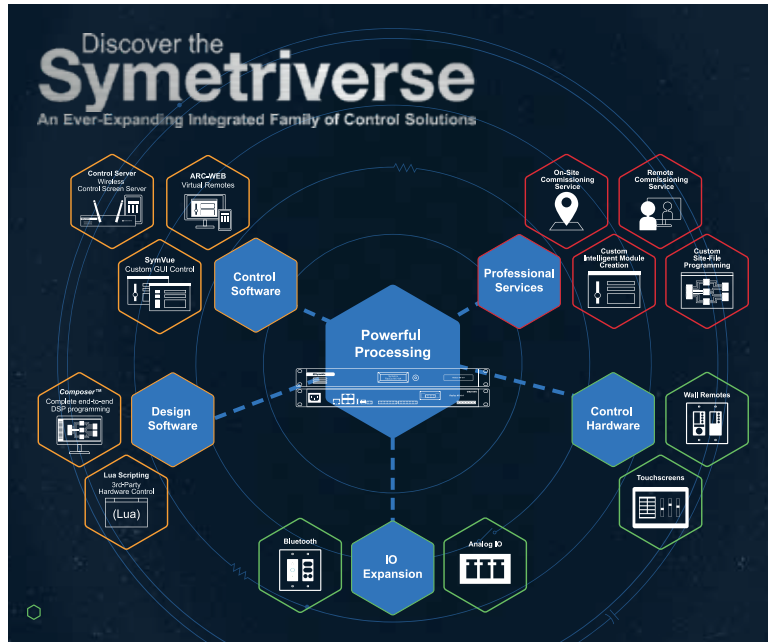 Discover the
Symetriverse
An Ever-Expanding Integrated Family of Control Solutions
Control Server
Wireless
Control Screen Server
ARC-WEB
Virtual Remotes
SymVue
Custom GUI Control
Control
Software
On-Site
Commissioning
Service
Remote
Commissioning
Service
Professional
Services
Custom
Intelligent Module
Creation
Custom
Site-File
Programming
Powerful
Processing
Composer™
Complete end-to-end
DSP programming
Design
Software
Lua Scripting
3rd-Party
Hardware Control
(Lua)
Control
Hardware
Wall Remotes
Touchscreens
Bluetooth
IO
Expansion
Analog IO